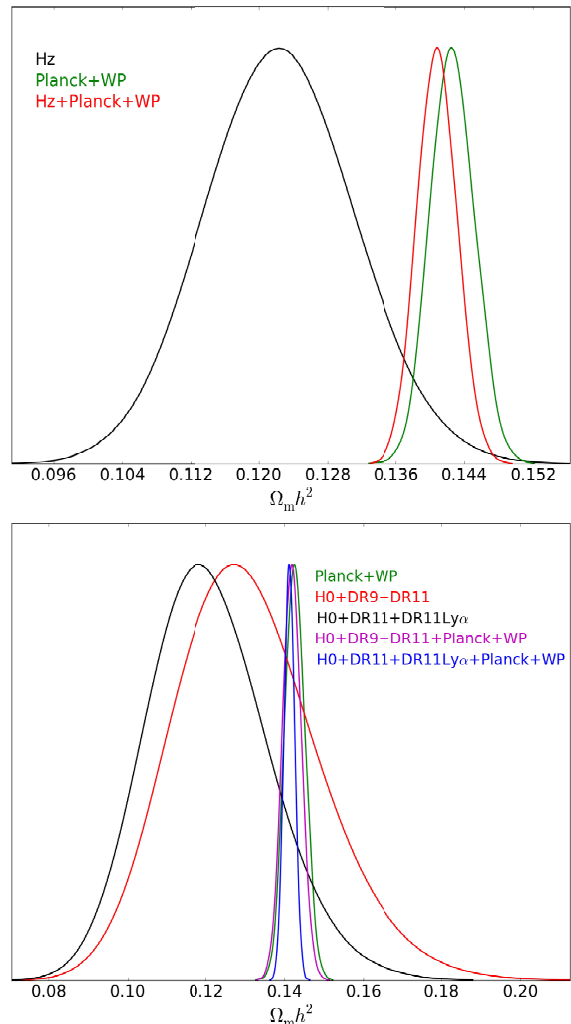 Hz
Planck+WP
Hz+Planck+WP
0.096 0.104 0.112 0.120 0.128 0.136 0.144 0.152
Ωₘh²
Planck+WP
H0+DR9−DR11
H0+DR11+DR11Lyα
H0+DR9−DR11+Planck+WP
H0+DR11+DR11Lyα+Planck+WP
0.08 0.10 0.12 0.14 0.16 0.18 0.20
Ωₘh²